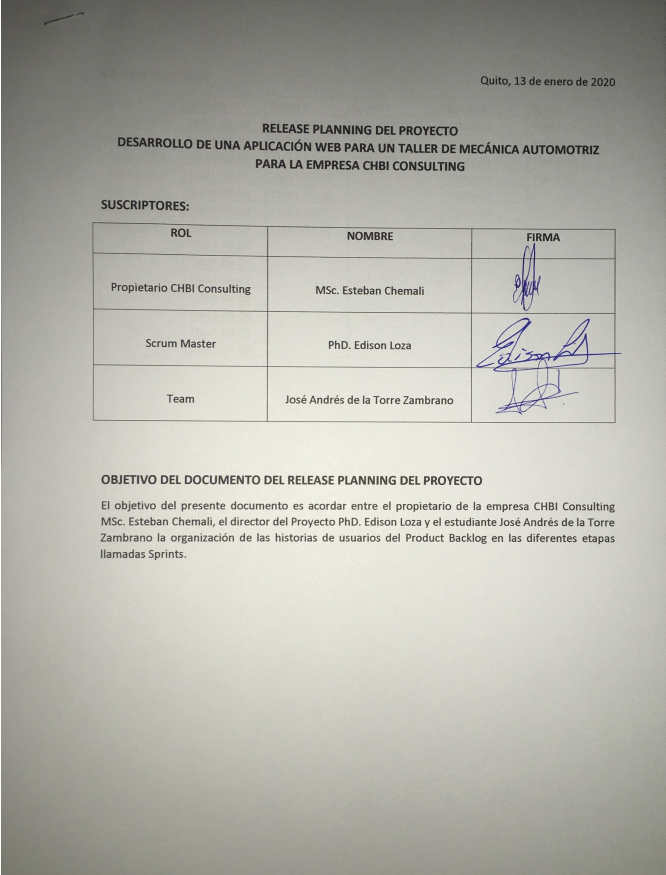 Quito, 13 de enero de 2020
RELEASE PLANNING DEL PROYECTO
DESARROLLO DE UNA APLICACIÓN WEB PARA UN TALLER DE MECÁNICA AUTOMOTRIZ
PARA LA EMPRESA CHBI CONSULTING
SUSCRIPTORES:
ROL NOMBRE FIRMA
Propietario CHBI Consulting MSc. Esteban Chemali
Scrum Master PhD. Edison Loza
Team José Andrés de la Torre Zambrano
OBJETIVO DEL DOCUMENTO DEL RELEASE PLANNING DEL PROYECTO
El objetivo del presente documento es acordar entre el propietario de la empresa CHBI Consulting
MSc. Esteban Chemali, el director del Proyecto PhD. Edison Loza y el estudiante José Andrés de la Torre
Zambrano la organización de las historias de usuarios del Product Backlog en las diferentes etapas
llamadas Sprints.